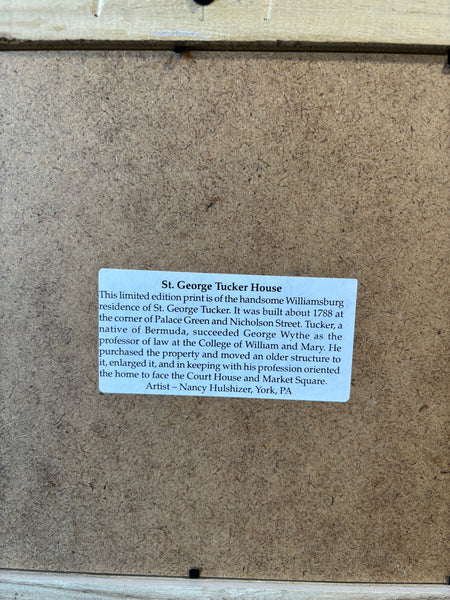 St. George Tucker House
This limited edition print is of the handsome Williamsburg
residence of St. George Tucker. It was built about 1788 at
the corner of Palace Green and Nicholson Street. Tucker, a
native of Bermuda, succeeded George Wythe as the
professor of law at the College of William and Mary. He
purchased the property and moved an older structure to
it, enlarged it, and in keeping with his profession oriented
the home to face the Court House and Market Square.
Artist – Nancy Hulshizer, York, PA